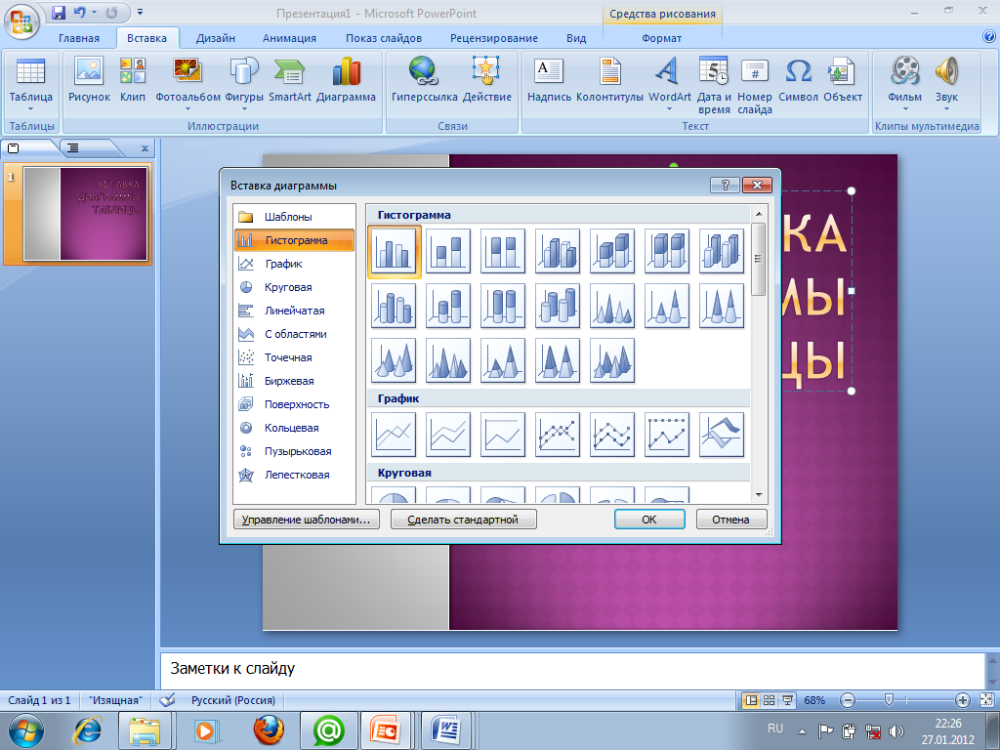 Презентация1 - Microsoft PowerPoint
Средства рисования
Главная Вставка Дизайн Анимация Показ слайдов Рецензирование Вид Формат
Таблица Рисунок Клип Фотоальбом Фигуры SmartArt Диаграмма Гиперссылка Действие Надпись Колонтитулы WordArt Дата и время Номер слайда Символ Объект Фильм Звук
Таблицы Иллюстрации Связи Текст Клипы мультимедиа
1
ВСТАВКА
ДИАГРАММЫ
ТАБЛИЦЫ
КА
МЫ
ЦЫ
Вставка диаграммы
Шаблоны
Гистограмма
График
Круговая
Линейчатая
С областями
Точечная
Биржевая
Поверхность
Кольцевая
Пузырьковая
Лепестковая
Гистограмма
График
Круговая
Управление шаблонами... Сделать стандартной ОК Отмена
Заметки к слайду
Слайд 1 из 1 "Изящная" Русский (Россия) 68%
RU 22:26
27.01.2012